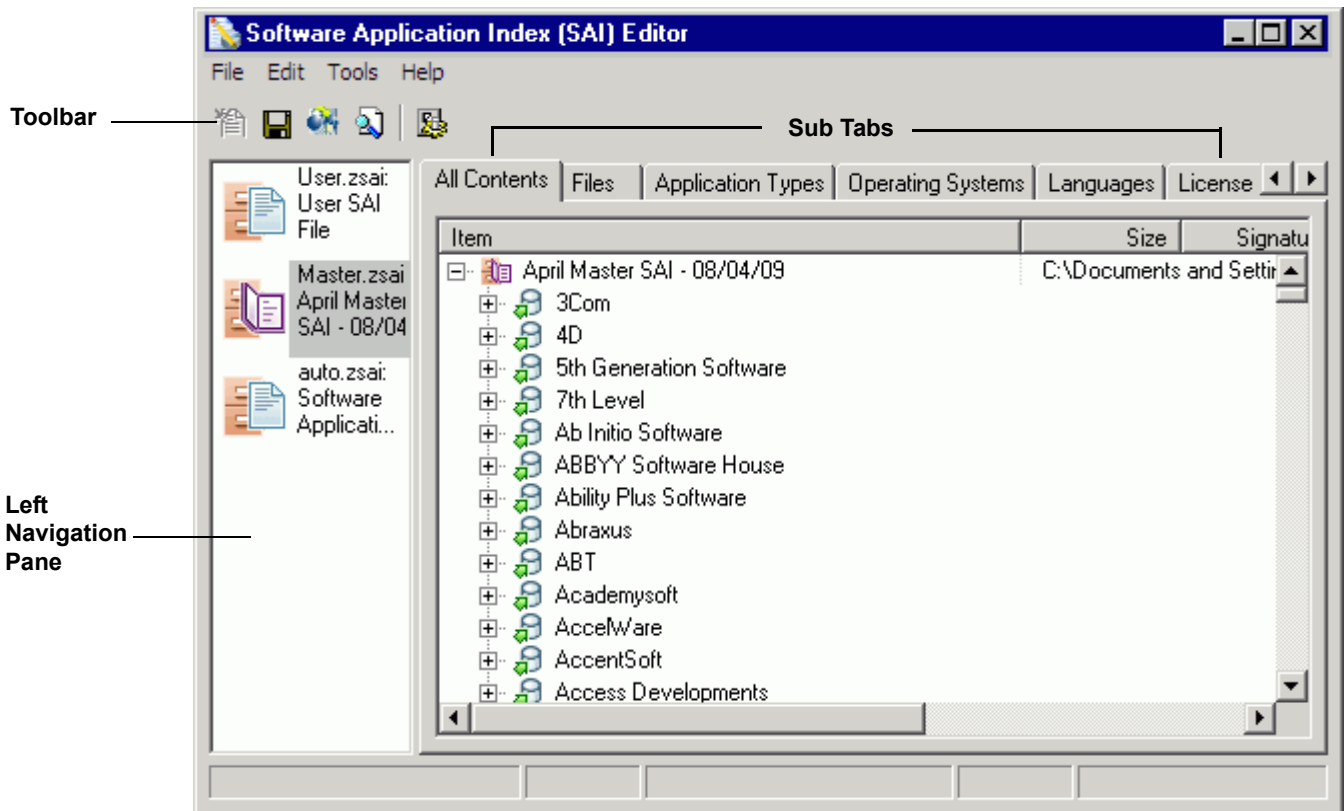 Software Application Index (SAI) Editor
File Edit Tools Help
Toolbar
Sub Tabs
User.zsai:
User SAI
File
Master.zsai
April Master
SAI - 08/04
auto.zsai:
Software
Applicati...
Left
Navigation
Pane
All Contents Files Application Types Operating Systems Languages License
Item Size Signatu
April Master SAI - 08/04/09 C:\Documents and Settin
3Com
4D
5th Generation Software
7th Level
Ab Initio Software
ABBYY Software House
Ability Plus Software
Abraxus
ABT
Academysoft
AccelWare
AccentSoft
Access Developments